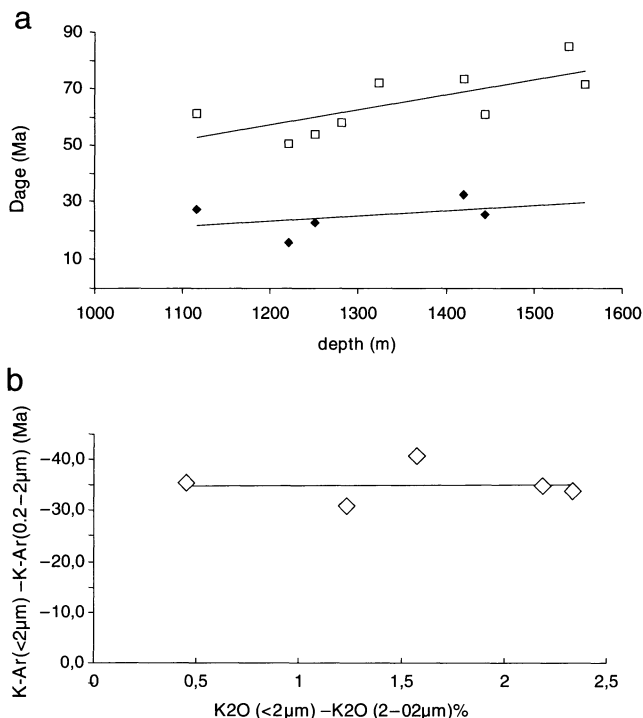 a
90
70
50
30
10
Dage (Ma)
1000 1100 1200 1300 1400 1500 1600
depth (m)
b
K-Ar(<2µm) –K-Ar(0.2–2µm) (Ma)
–40,0
–30,0
–20,0
–10,0
0,0
0 0,5 1 1,5 2 2,5
K2O (<2µm) –K2O (2–02µm)%